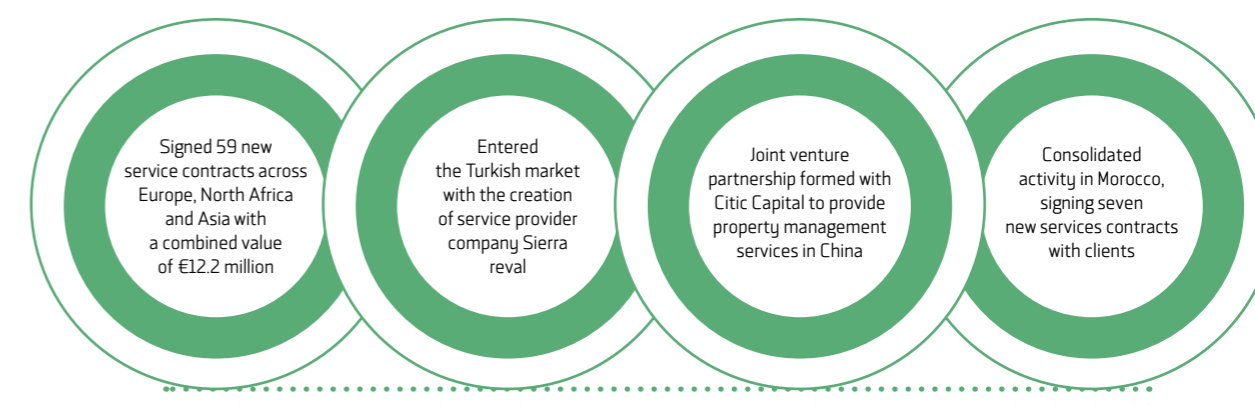 Signed 59 new
service contracts across
Europe, North Africa
and Asia with
a combined value
of €12.2 million
Entered
the Turkish market
with the creation
of service provider
company Sierra
reval
Joint venture
partnership formed with
Citic Capital to provide
property management
services in China
Consolidated
activity in Morocco,
signing seven
new services contracts
with clients